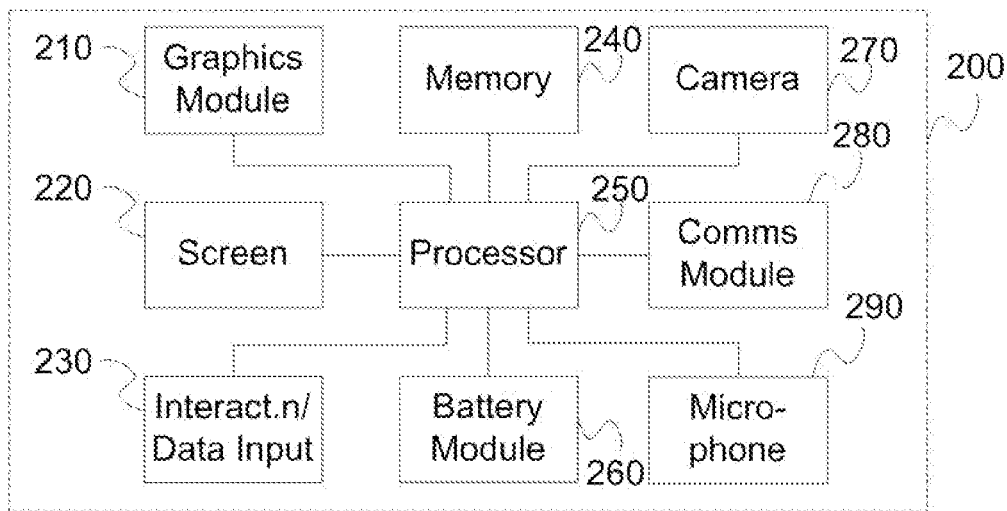 210
Graphics
Module
Memory
240
Camera
270
200
220
Screen
Processor
250
Comms
Module
280
230
Interact.n/
Data Input
Battery
Module
260
Micro-
phone
290